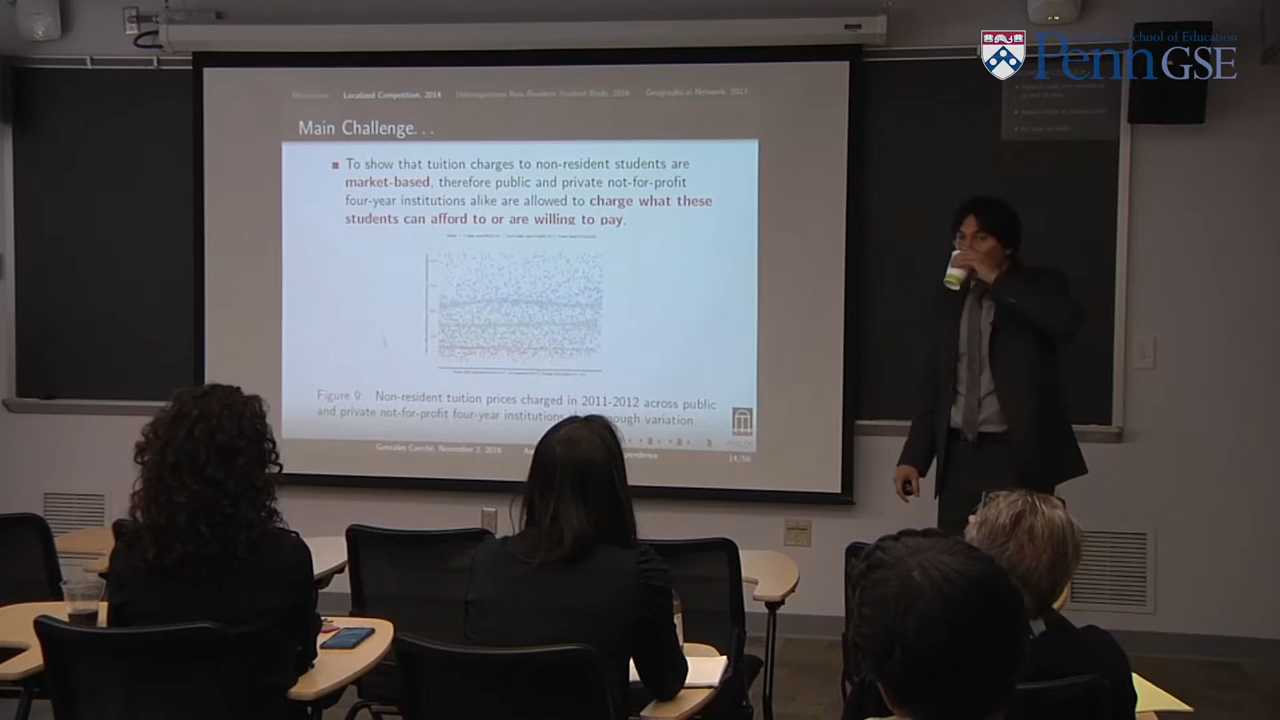 School of Education
Penn GSE
Localized Competition, 2014 Heterogeneous Non-Resident Student Body, 2016 Geographical Network, 2017
Main Challenge...
To show that tuition charges to non-resident students are
market-based, therefore public and private not-for-profit
four-year institutions alike are allowed to charge what these
students can afford to or are willing to pay.
Figure 9: Non-resident tuition prices charged in 2011-2012 across public
and private not-for-profit four-year institutions variation.
González Canché, November 2, 2016
14/56